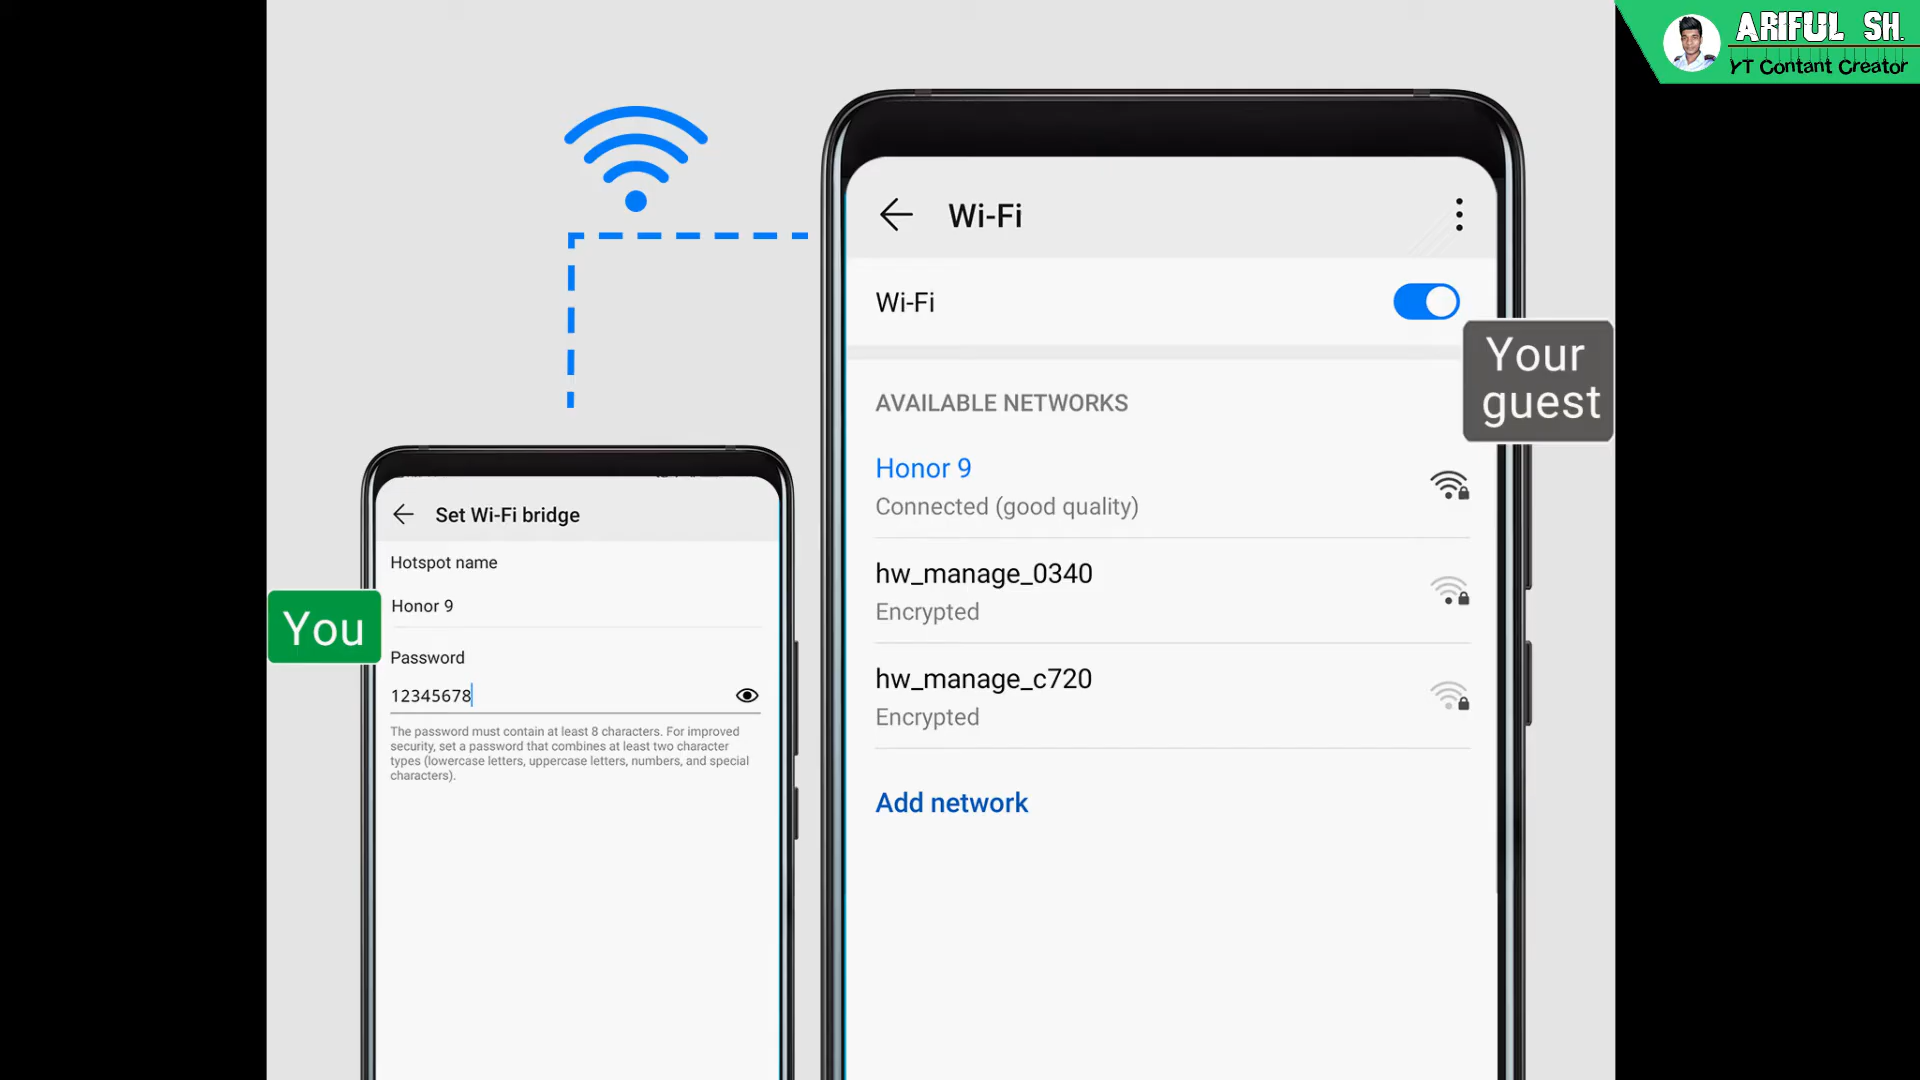 ARIFUL SH.
YT Contant Creator
Wi-Fi
Wi-Fi
Your
guest
AVAILABLE NETWORKS
Honor 9
Connected (good quality)
hw_manage_0340
Encrypted
hw_manage_c720
Encrypted
Add network
You
Set Wi-Fi bridge
Hotspot name
Honor 9
Password
12345678
The password must contain at least 8 characters. For improved
security, set a password that combines at least two character
types (lowercase letters, uppercase letters, numbers, and special
characters).